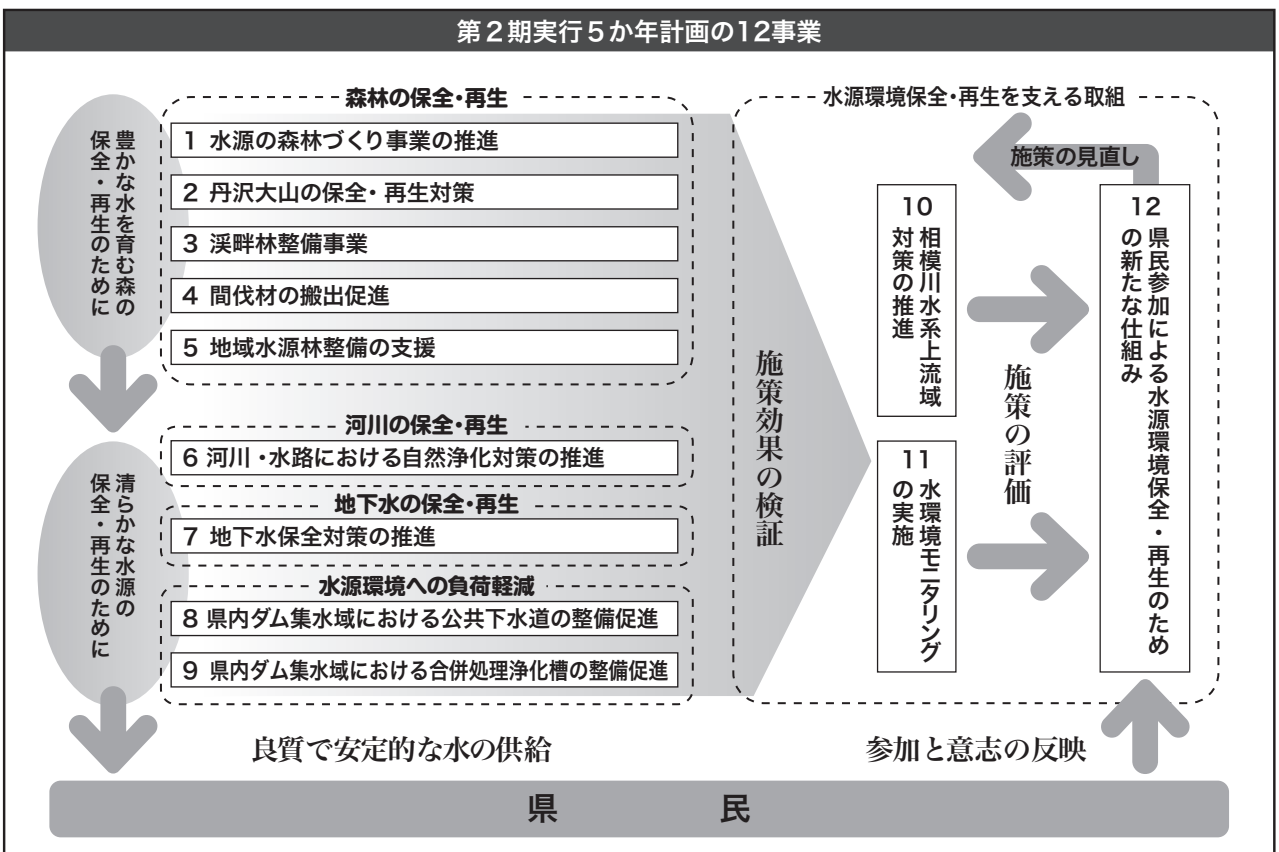 第2期実行5か年計画の12事業
豊かな水を育む森の
保全・再生のために
森林の保全・再生
1 水源の森林づくり事業の推進
2 丹沢大山の保全・再生対策
3 渓畔林整備事業
4 間伐材の搬出促進
5 地域水源林整備の支援
清らかな水源の
保全・再生のために
河川の保全・再生
6 河川・水路における自然浄化対策の推進
地下水の保全・再生
7 地下水保全対策の推進
水源環境への負荷軽減
8 県内ダム集水域における公共下水道の整備促進
9 県内ダム集水域における合併処理浄化槽の整備促進
施策効果の検証
水源環境保全・再生を支える取組
施策の見直し
10
相模川水系上流域
対策の推進
11
水環境モニタリング
の実施
施策の評価
12
県民参加による水源環境保全・再生のため
の新たな仕組み
良質で安定的な水の供給
参加と意志の反映
県 民